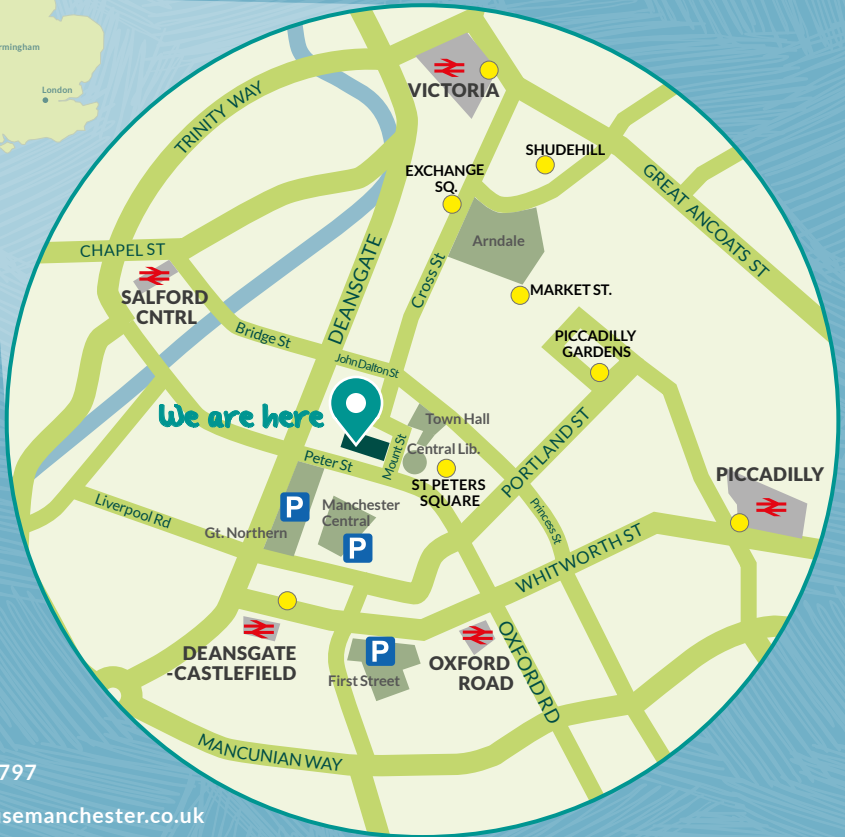 rmingham
London
TRINITY WAY
VICTORIA
SHUDEHILL
EXCHANGE
SQ.
GREAT ANCOATS ST
CHAPEL ST
DEANSGATE
Arndale
Cross St
SALFORD
CNTRL
MARKET ST.
Bridge St
PICCADILLY
GARDENS
John Dalton St
We are here
Town Hall
Mount St
Central Lib.
Peter St
PORTLAND ST
ST PETERS
SQUARE
PICCADILLY
Liverpool Rd
P
Manchester
Central
Princess St
Gt. Northern
P
WHITWORTH ST
DEANSGATE
-CASTLEFIELD
P
OXFORD
ROAD
OXFORD RD
First Street
MANCUNIAN WAY
797
semanchester.co.uk